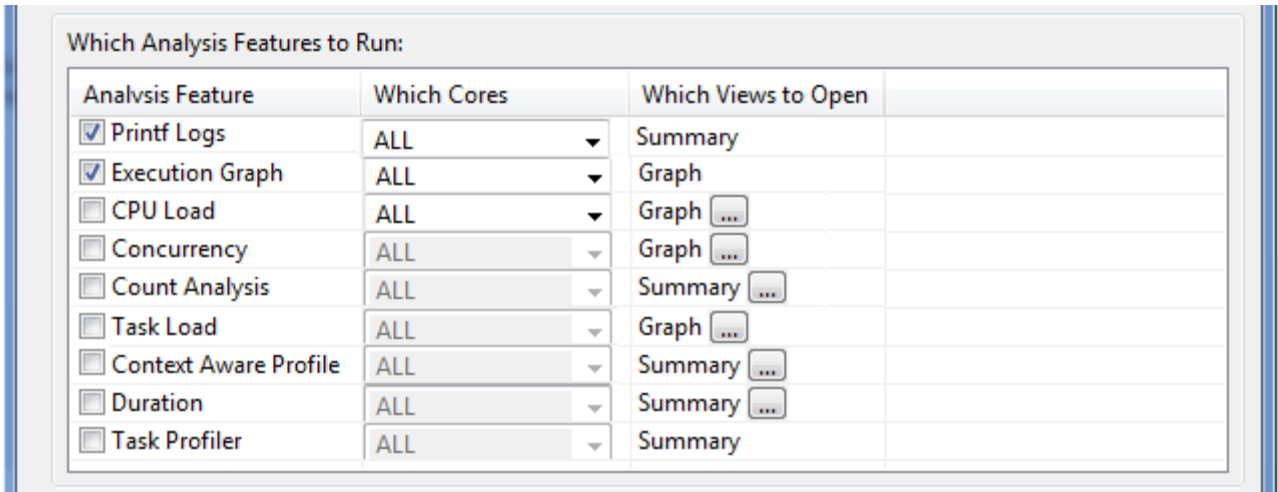 Which Analysis Features to Run:
Analysis Feature Which Cores Which Views to Open
Printf Logs ALL Summary
Execution Graph ALL Graph
CPU Load ALL Graph ...
Concurrency ALL Graph ...
Count Analysis ALL Summary ...
Task Load ALL Graph ...
Context Aware Profile ALL Summary ...
Duration ALL Summary ...
Task Profiler ALL Summary